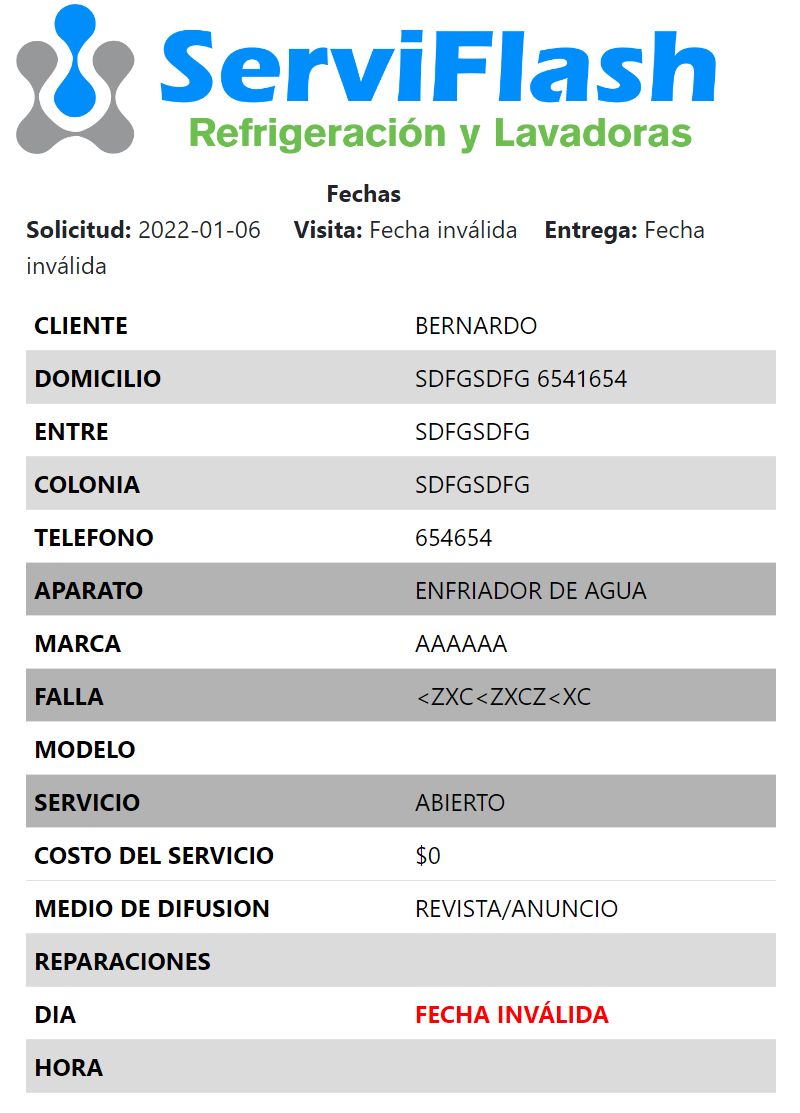 ServiFlash
Refrigeración y Lavadoras
Fechas
Solicitud: 2022-01-06 Visita: Fecha inválida Entrega: Fecha
inválida
CLIENTE BERNARDO
DOMICILIO SDFGSDFG 6541654
ENTRE SDFGSDFG
COLONIA SDFGSDFG
TELEFONO 654654
APARATO ENFRIADOR DE AGUA
MARCA AAAAAA
FALLA <ZXC<ZXCZ<XC
MODELO
SERVICIO ABIERTO
COSTO DEL SERVICIO $0
MEDIO DE DIFUSION REVISTA/ANUNCIO
REPARACIONES
DIA FECHA INVÁLIDA
HORA